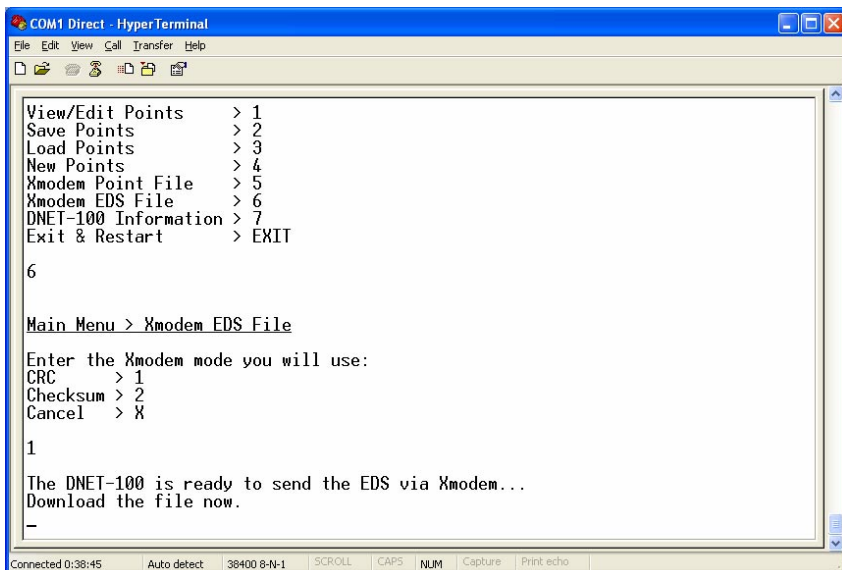 COM1 Direct - HyperTerminal
File Edit View Call Transfer Help
View/Edit Points > 1
Save Points > 2
Load Points > 3
New Points > 4
Xmodem Point File > 5
Xmodem EDS File > 6
DNET-100 Information > 7
Exit & Restart > EXIT
6
Main Menu > Xmodem EDS File
Enter the Xmodem mode you will use:
CRC > 1
Checksum > 2
Cancel > X
1
The DNET-100 is ready to send the EDS via Xmodem...
Download the file now.
_
Connected 0:38:45 Auto detect 38400 8-N-1 SCROLL CAPS NUM Capture Print echo